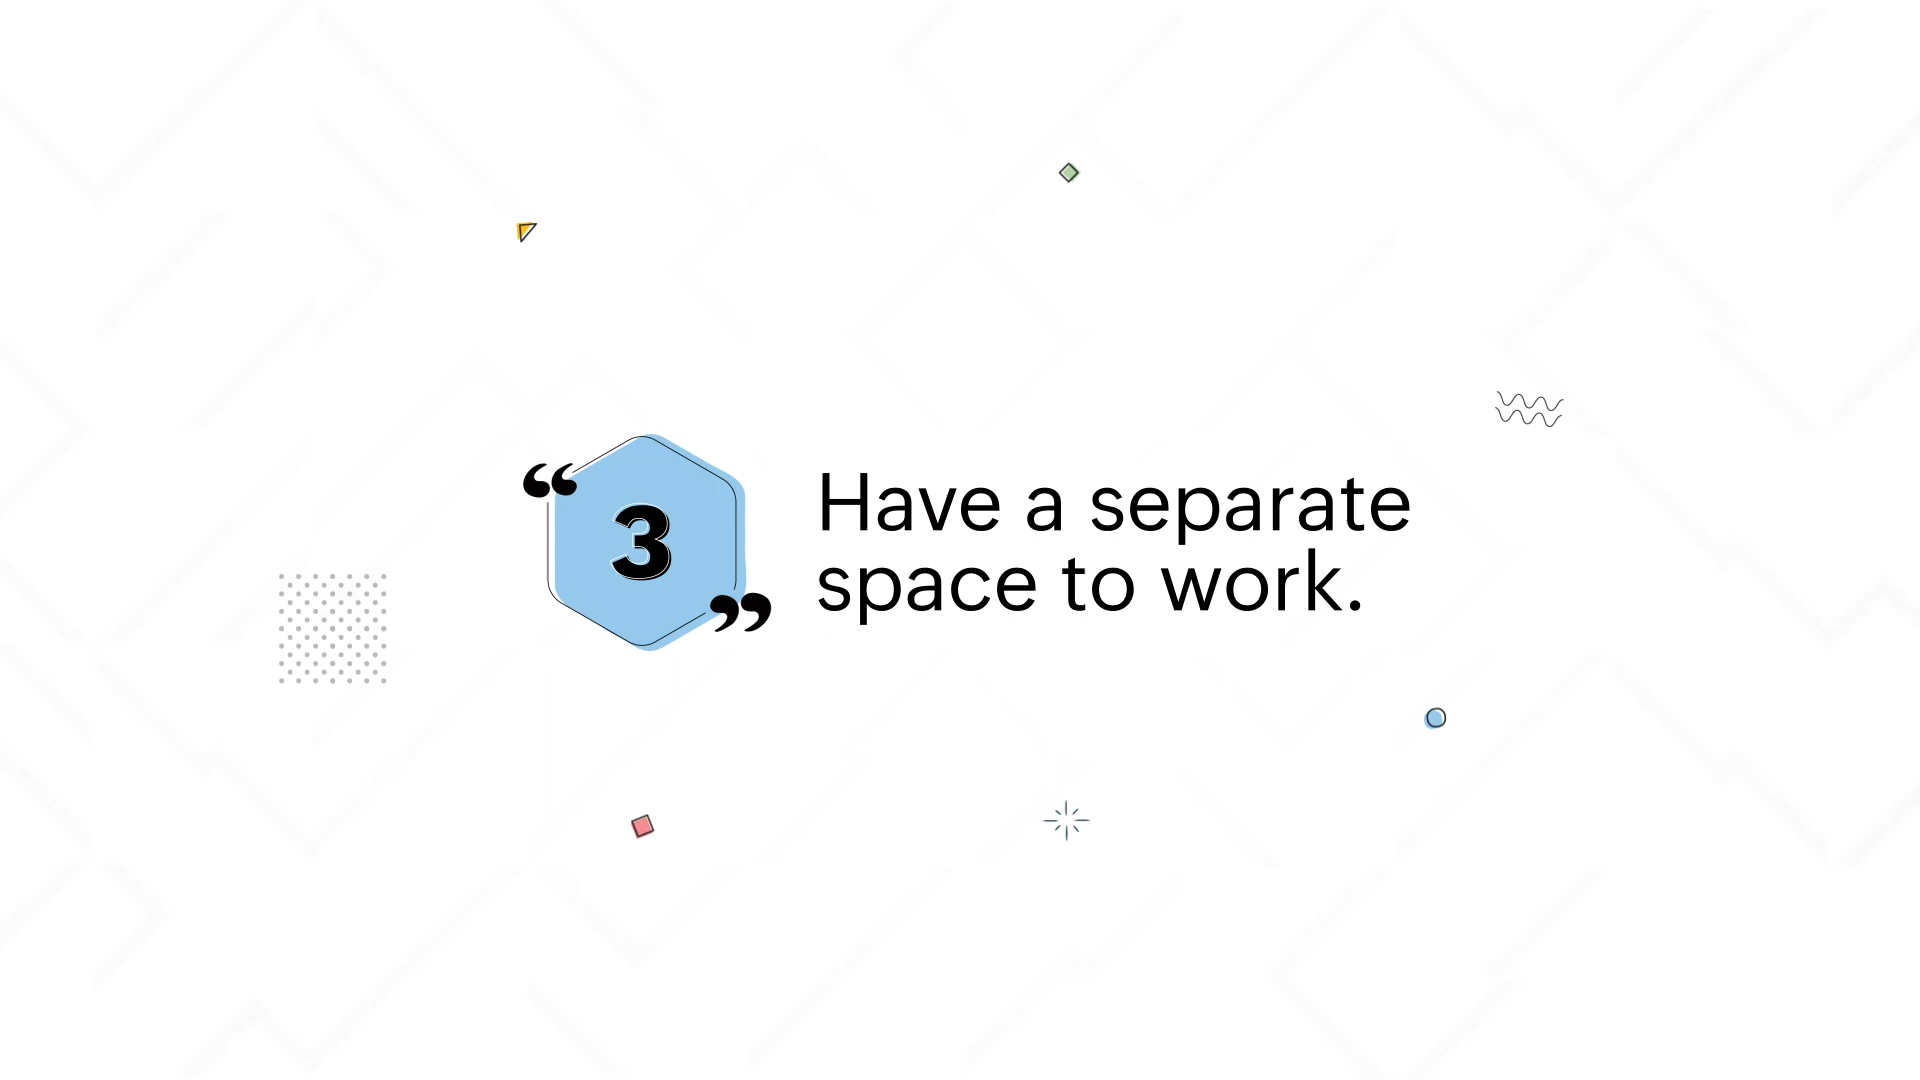 “
3
”
Have a separate
space to work.